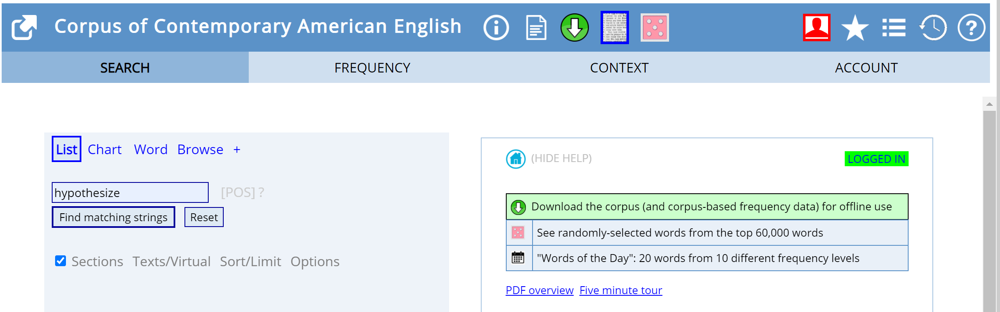 Corpus of Contemporary American English
SEARCH FREQUENCY CONTEXT ACCOUNT
List Chart Word Browse +
hypothesize [POS] ?
Find matching strings Reset
Sections Texts/Virtual Sort/Limit Options
(HIDE HELP) LOGGED IN
Download the corpus (and corpus-based frequency data) for offline use
See randomly-selected words from the top 60,000 words
"Words of the Day": 20 words from 10 different frequency levels
PDF overview Five minute tour